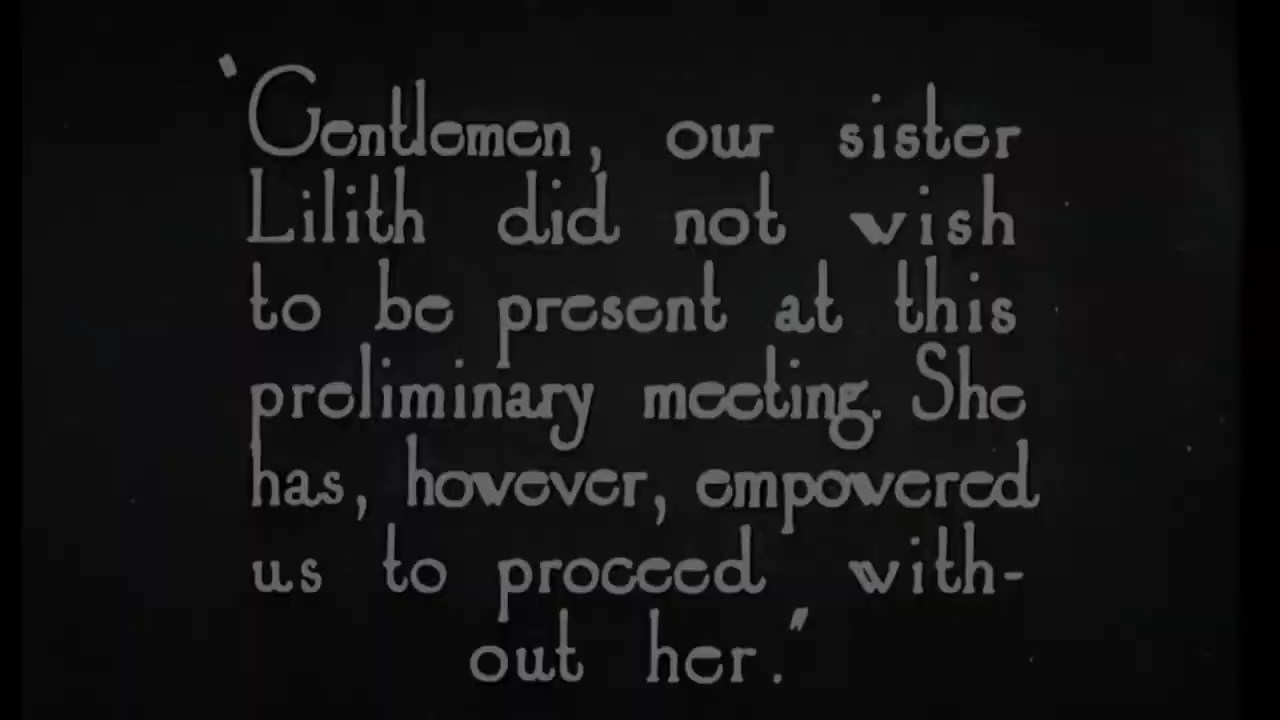 "Gentlemen, our sister
Lilith did not wish
to be present at this
preliminary meeting. She
has, however, empowered
us to proceed with-
out her."